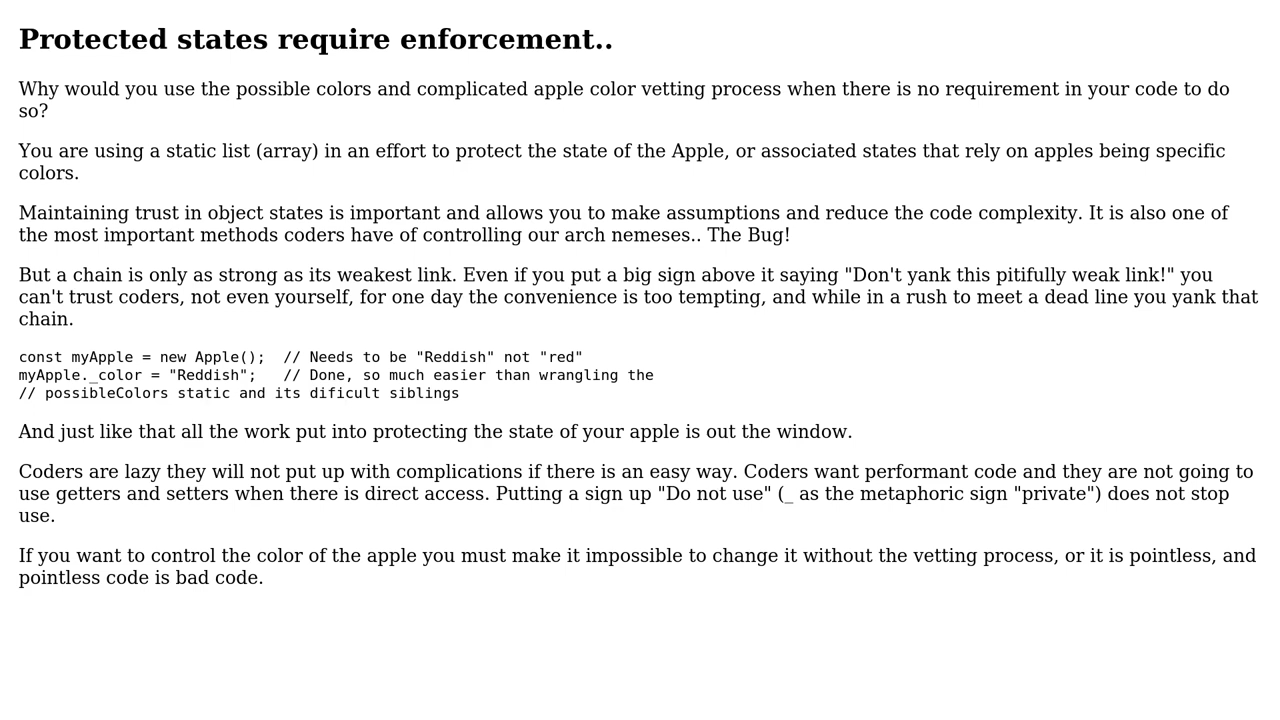 Protected states require enforcement..
Why would you use the possible colors and complicated apple color vetting process when there is no requirement in your code to do
so?
You are using a static list (array) in an effort to protect the state of the Apple, or associated states that rely on apples being specific
colors.
Maintaining trust in object states is important and allows you to make assumptions and reduce the code complexity. It is also one of
the most important methods coders have of controlling our arch nemeses.. The Bug!
But a chain is only as strong as its weakest link. Even if you put a big sign above it saying "Don't yank this pitifully weak link!" you
can't trust coders, not even yourself, for one day the convenience is too tempting, and while in a rush to meet a dead line you yank that
chain.
const myApple = new Apple();  // Needs to be "Reddish" not "red"
myApple._color = "Reddish";   // Done, so much easier than wrangling the
// possibleColors static and its dificult siblings
And just like that all the work put into protecting the state of your apple is out the window.
Coders are lazy they will not put up with complications if there is an easy way. Coders want performant code and they are not going to
use getters and setters when there is direct access. Putting a sign up "Do not use" (_ as the metaphoric sign "private") does not stop
use.
If you want to control the color of the apple you must make it impossible to change it without the vetting process, or it is pointless, and
pointless code is bad code.